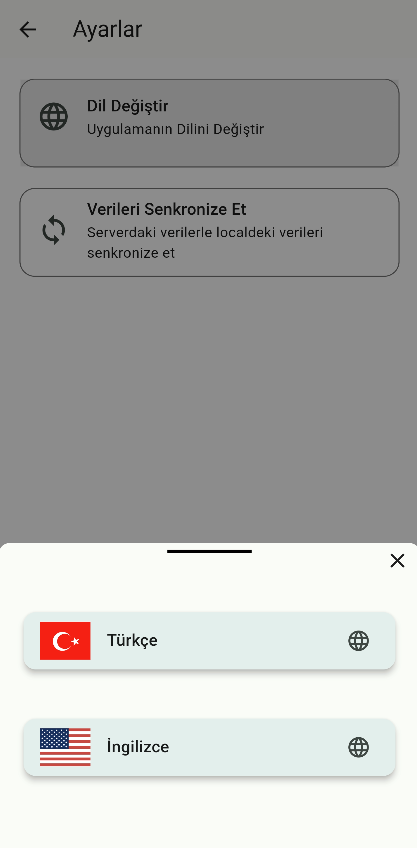 Ayarlar
Dil Değiştir
Uygulamanın Dilini Değiştir
Verileri Senkronize Et
Serverdaki verilerle localdeki verileri
senkronize et
Türkçe
İngilizce